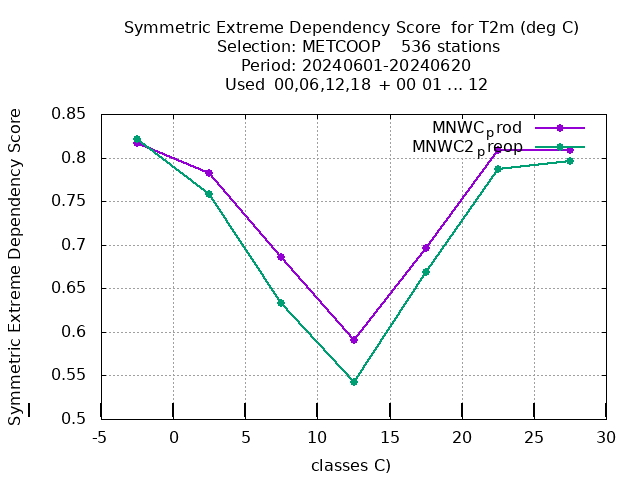 Symmetric Extreme Dependency Score  for T2m (deg C)
Selection: METCOOP    536 stations
Period: 20240601-20240620
Used  00,06,12,18 + 00 01 ... 12
MNWCprod
MNWC2preop
Symmetric Extreme Dependency Score
0.85
0.8
0.75
0.7
0.65
0.6
0.55
0.5
-5 0 5 10 15 20 25 30
classes C)